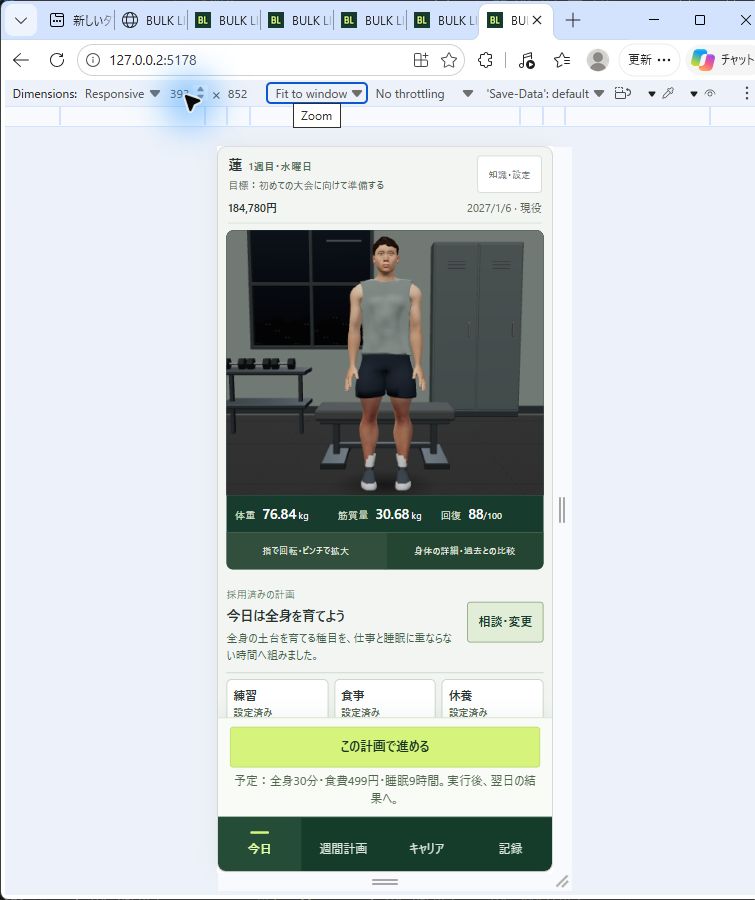 新しいタ
BULK LI
BL BULK LI
BL BULK LI
BL BULK LI
BL BULK LI
BL BU
127.0.0.2:5178
更新
チャット
Dimensions: Responsive 393 × 852 Fit to window No throttling 'Save-Data': default
Zoom
蓮 1週目・水曜日
知識・設定
目標：初めての大会に向けて準備する
184,780円
2027/1/6・現役
体重 76.84 kg 筋質量 30.68 kg 回復 88/100
指で回転・ピンチで拡大
身体の詳細・過去との比較
採用済みの計画
今日は全身を育てよう
相談・変更
全身の土台を育てる種目を、仕事と睡眠に重ならな
い時間へ組みました。
練習 食事 休養
設定済み 設定済み 設定済み
この計画で進める
予定：全身30分・食費499円・睡眠9時間。実行後、翌日の結
果へ。
今日 週間計画 キャリア 記録